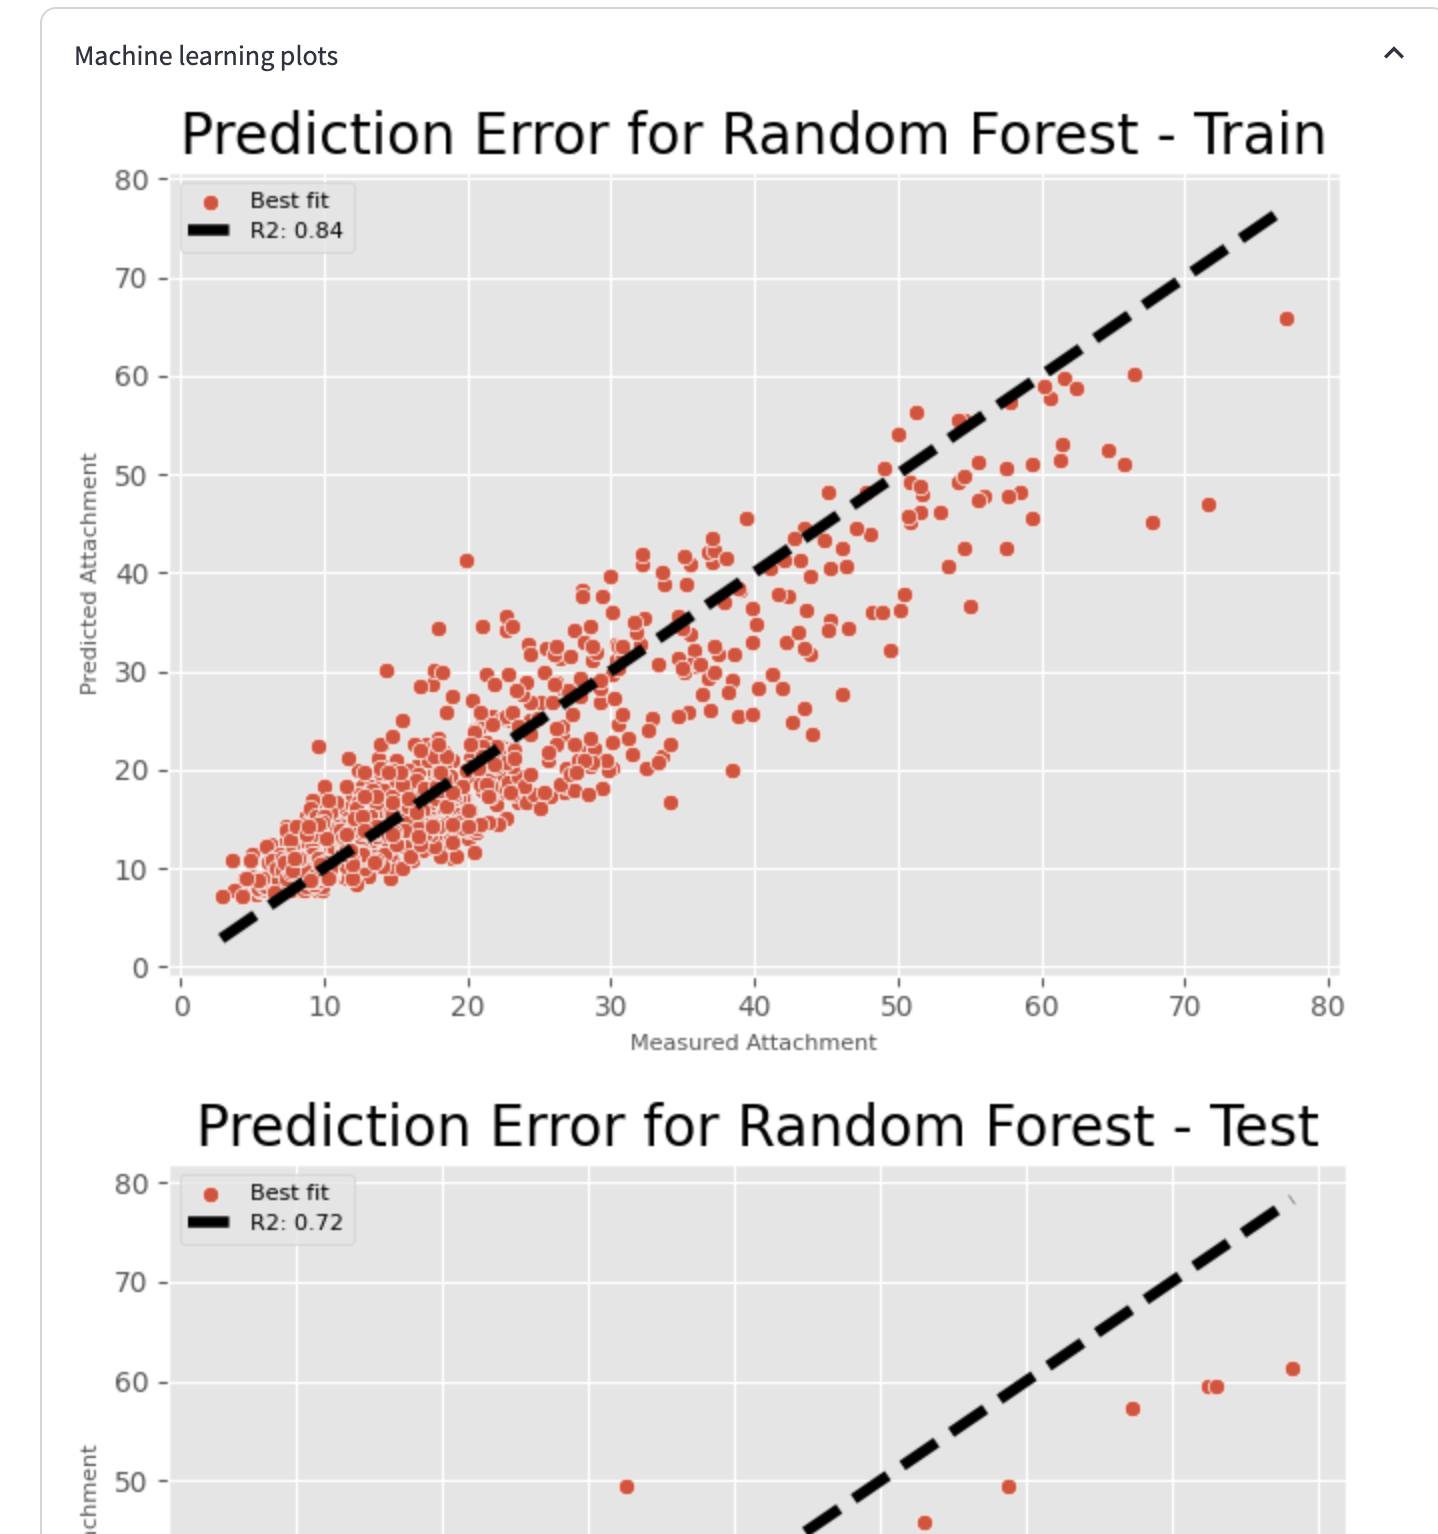 Machine learning plots
Prediction Error for Random Forest - Train
Best fit
R2: 0.84
80
70
60
50
40
30
20
10
0
Predicted Attachment
0 10 20 30 40 50 60 70 80
Measured Attachment
Prediction Error for Random Forest - Test
Best fit
R2: 0.72
80
70
60
50